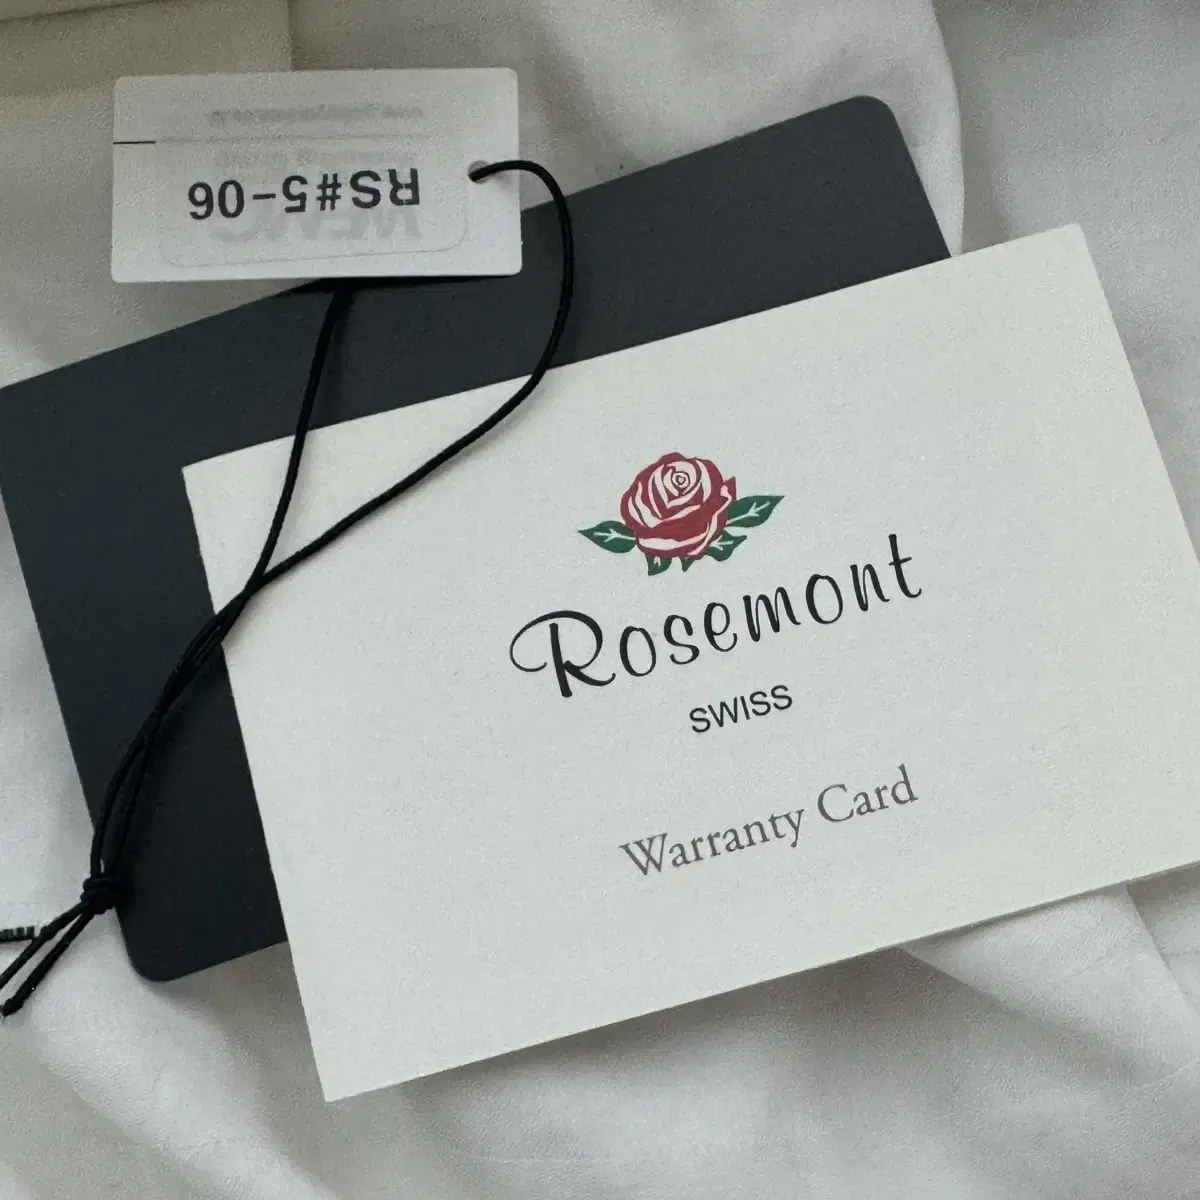 RS#5-06
Rosemont
SWISS
Warranty Card